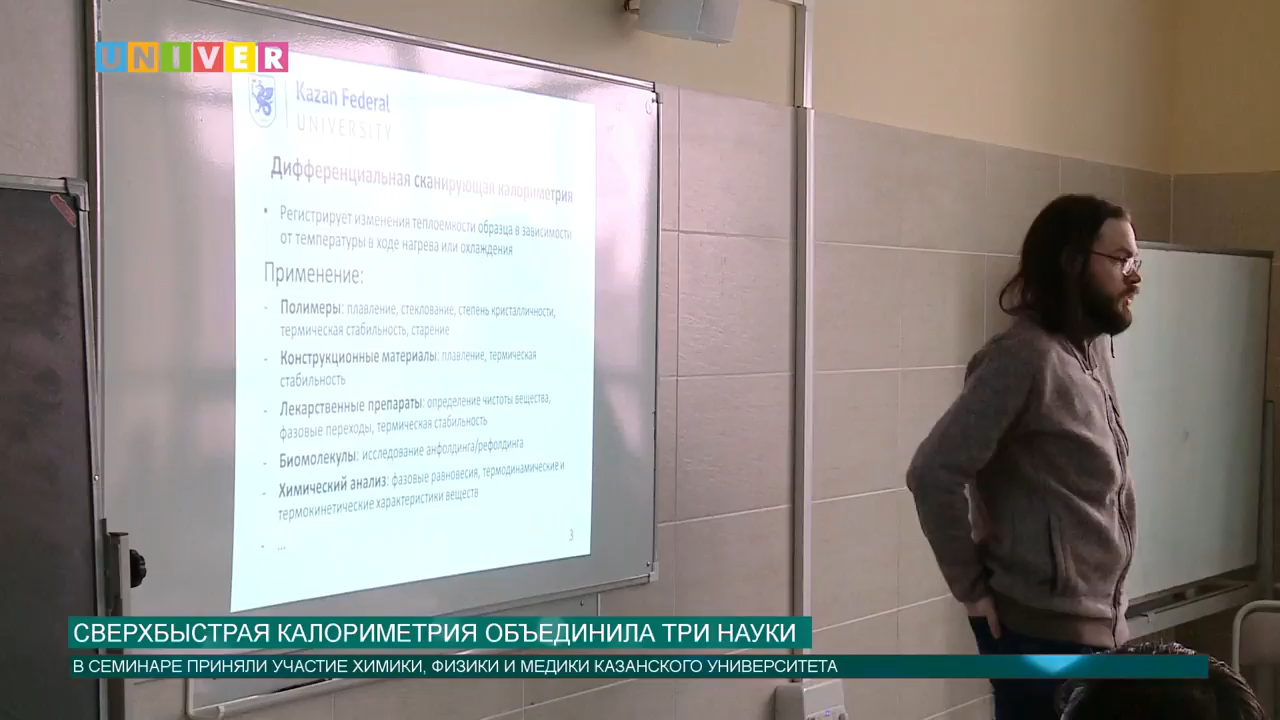 UNIVER
Kazan Federal
UNIVERSITY
Дифференциальная сканирующая калориметрия
• Регистрирует изменения теплоемкости образца в зависимости
от температуры в ходе нагрева или охлаждения
Применение:
- Полимеры: плавление, стеклование, степень кристалличности,
термическая стабильность, старение
- Конструкционные материалы: плавление, термическая
стабильность
- Лекарственные препараты: определение чистоты вещества,
фазовые переходы, термическая стабильность
- Биомолекулы: исследование анфолдинга/рефолдинга
- Химический анализ: фазовые равновесия, термодинамические и
термокинетические характеристики веществ
- ...
3
СВЕРХБЫСТРАЯ КАЛОРИМЕТРИЯ ОБЪЕДИНИЛА ТРИ НАУКИ
В СЕМИНАРЕ ПРИНЯЛИ УЧАСТИЕ ХИМИКИ, ФИЗИКИ И МЕДИКИ КАЗАНСКОГО УНИВЕРСИТЕТА